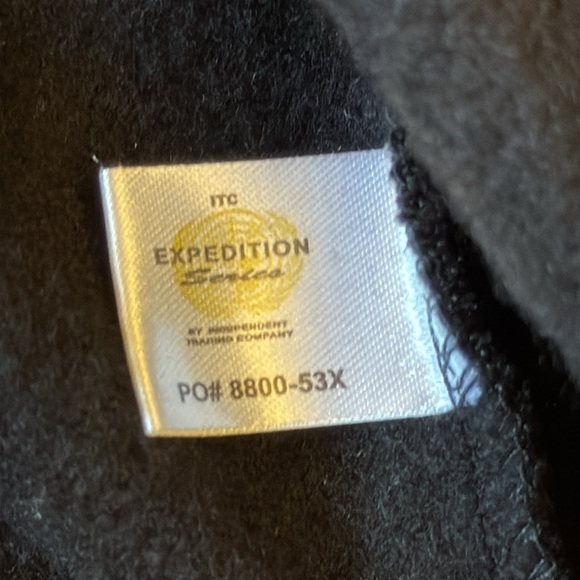 ITC
EXPEDITION
Series
BY INDEPENDENT
TRADING COMPANY
PO# 8800-53X